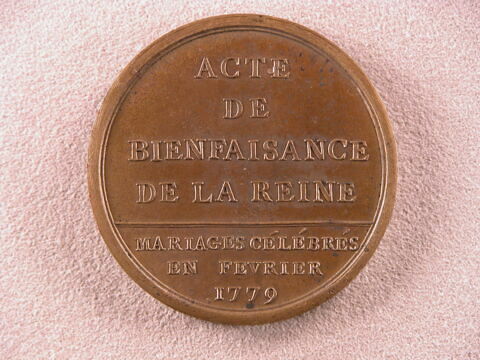 ACTE
DE
BIENFAISANCE
DE LA REINE
MARIAGES CÉLÉBRÉS
EN FEVRIER
1779